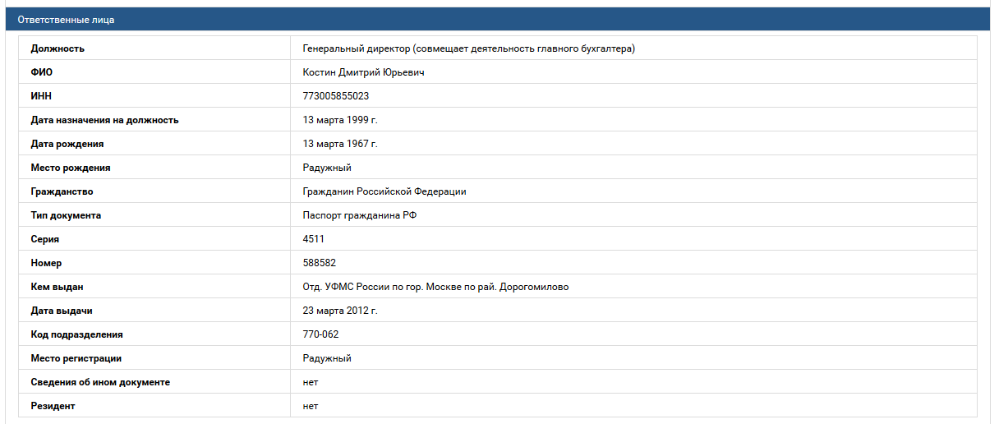 Ответственные лица
Должность Генеральный директор (совмещает деятельность главного бухгалтера)
ФИО Костин Дмитрий Юрьевич
ИНН 773005855023
Дата назначения на должность 13 марта 1999 г.
Дата рождения 13 марта 1967 г.
Место рождения Радужный
Гражданство Гражданин Российской Федерации
Тип документа Паспорт гражданина РФ
Серия 4511
Номер 588582
Кем выдан Отд. УФМС России по гор. Москве по рай. Дорогомилово
Дата выдачи 23 марта 2012 г.
Код подразделения 770-062
Место регистрации Радужный
Сведения об ином документе нет
Резидент нет